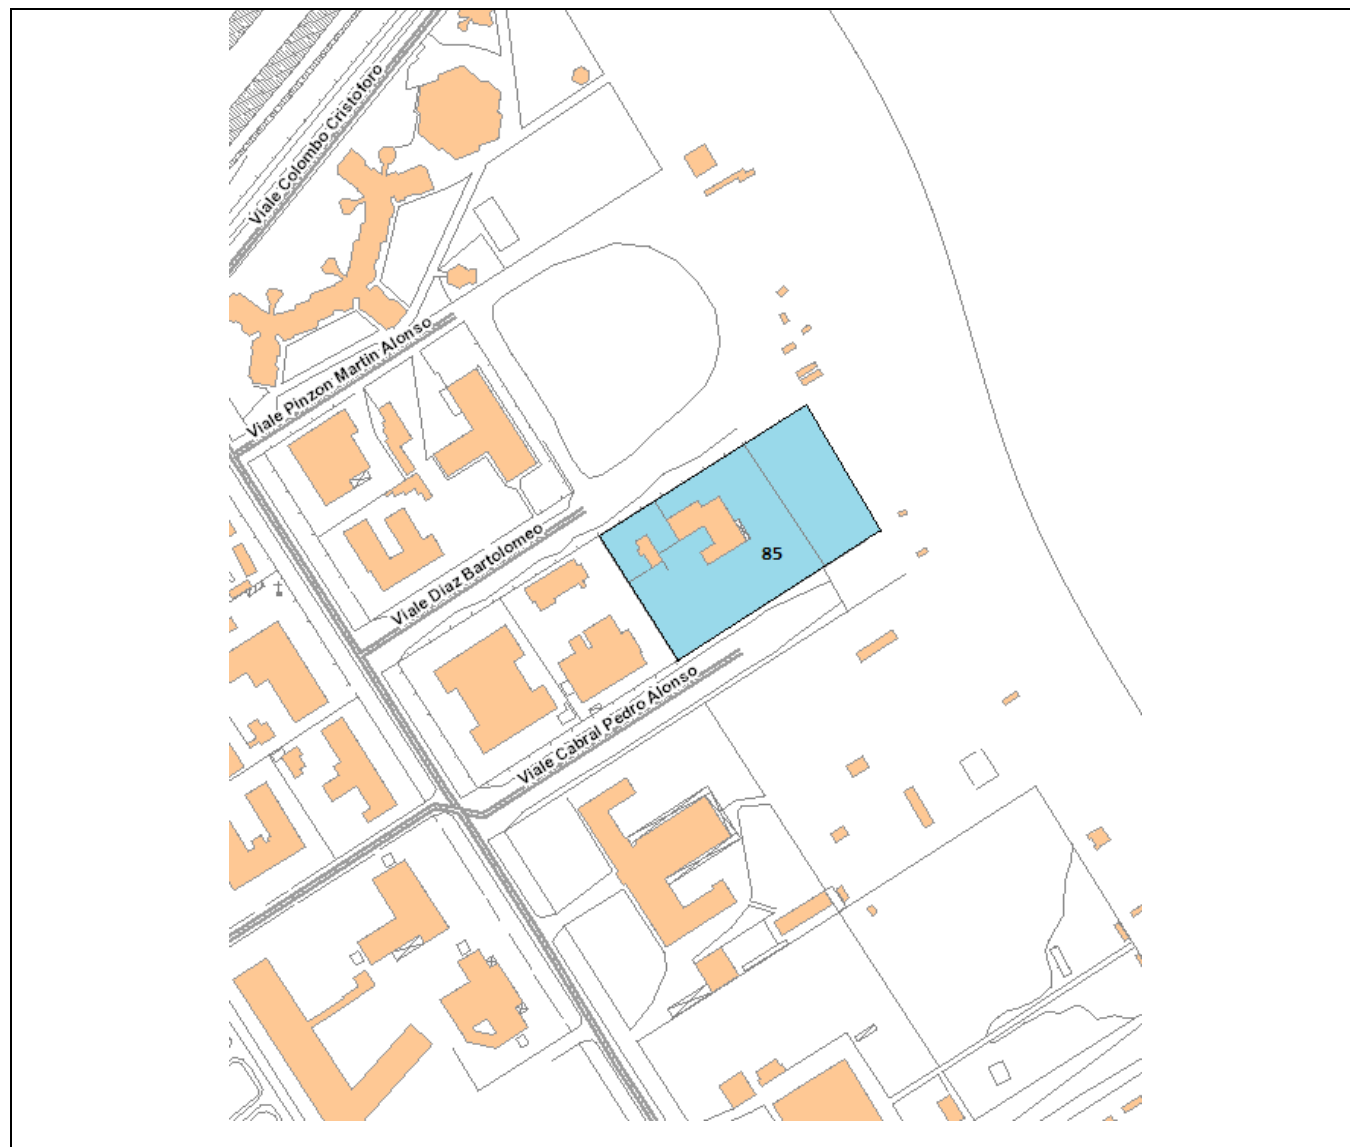 Viale Colombo Cristoforo
Viale Pinzon Martin Alonso
Viale Diaz Bartolomeo
85
Viale Cabral Pedro Alonso